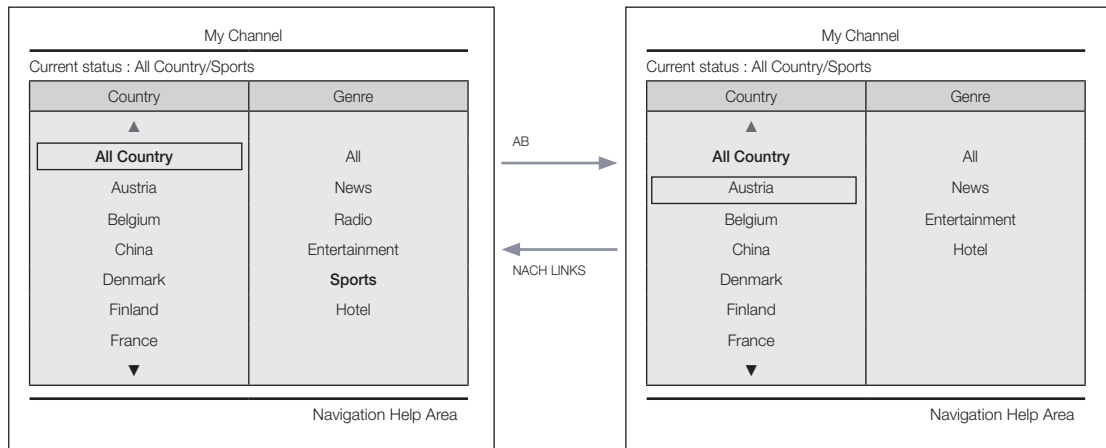 My Channel
Current status : All Country/Sports
Country Genre
▲
All Country All
Austria News
Belgium Radio
China Entertainment
Denmark Sports
Finland Hotel
France
▼
Navigation Help Area
AB
NACH LINKS
My Channel
Current status : All Country/Sports
Country Genre
▲
All Country All
Austria News
Belgium Entertainment
China Hotel
Denmark
Finland
France
▼
Navigation Help Area